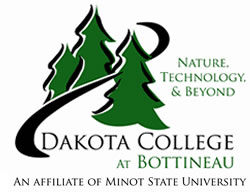 Nature,
Technology,
& Beyond
Dakota College
at Bottineau
An affiliate of Minot State University